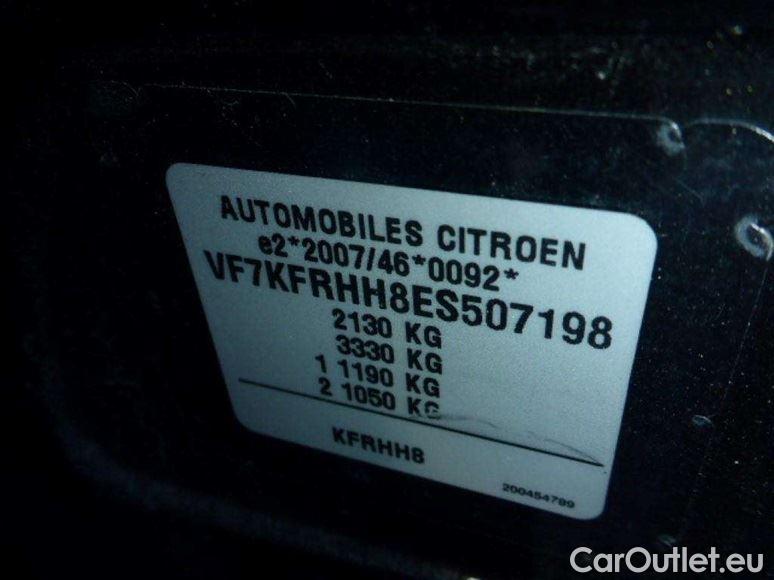 AUTOMOBILES CITROEN
e2*2007/46*0092*
VF7KFRHH8ES507198
2130 KG
3330 KG
1 1190 KG
2 1050 KG
KFRHH8
200454789
CarOutlet.eu